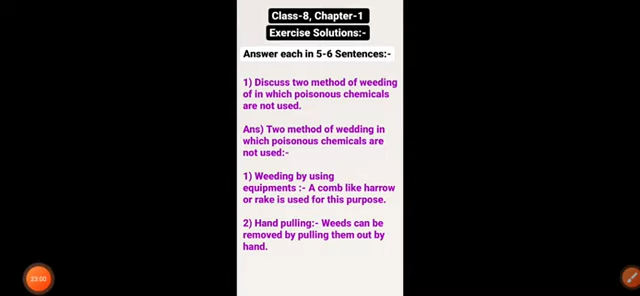 Class-8, Chapter-1
Exercise Solutions:-
Answer each in 5-6 Sentences:-
1) Discuss two method of weeding
of in which poisonous chemicals
are not used.
Ans) Two method of wedding in
which poisonous chemicals are
not used:-
1) Weeding by using
equipments :- A comb like harrow
or rake is used for this purpose.
2) Hand pulling:- Weeds can be
removed by pulling them out by
hand.
23:00